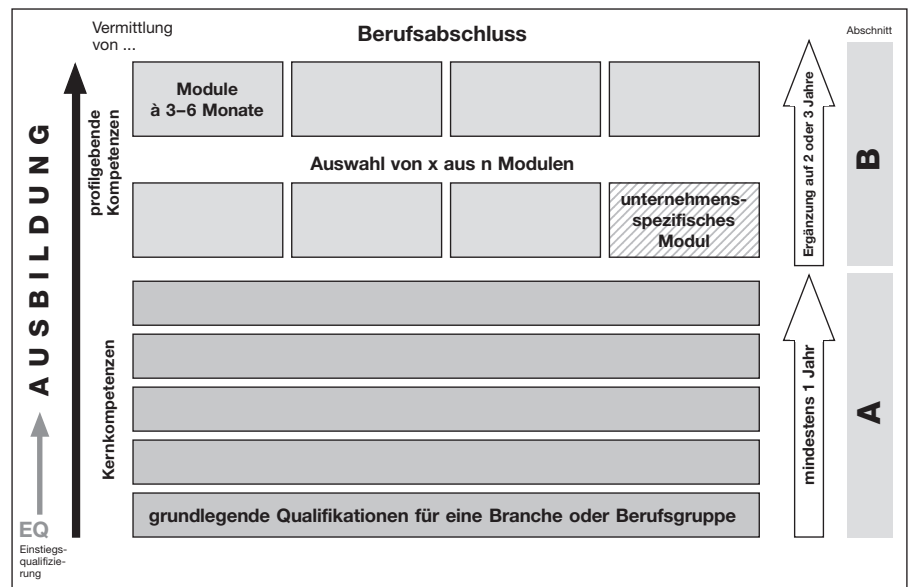 Vermittlung
von ...
Berufsabschluss
Abschnitt
AUSBILDUNG
profilgebende
Kompetenzen
Module
à 3–6 Monate
Auswahl von x aus n Modulen
unternehmens-
spezifisches
Modul
Ergänzung auf 2 oder 3 Jahre
B
Kernkompetenzen
grundlegende Qualifikationen für eine Branche oder Berufsgruppe
mindestens 1 Jahr
A
EQ
Einstiegs-
qualifizie-
rung